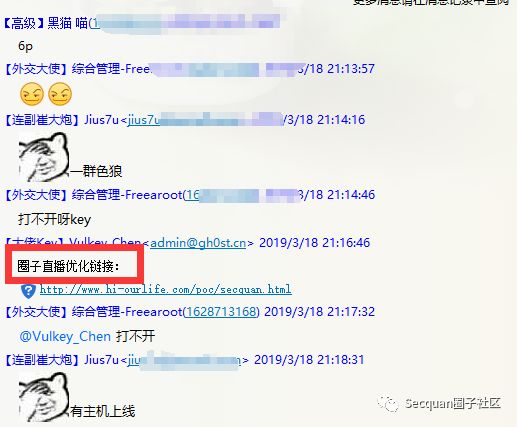 更多消息请在消息记录中查阅
【高级】黑猫 喵(1
6p
【外交大使】综合管理-Free 3/18 21:13:57
【连副崔大炮】Jius7u<jius7u /3/18 21:14:16
一群色狼
【外交大使】综合管理-Freearoot(16 3/18 21:14:46
打不开呀key
【大佬Key】Vulkey_Chen<admin@gh0st.cn> 2019/3/18 21:16:46
圈子直播优化链接：
http://www.hi-ourlife.com/poc/secquan.html
【外交大使】综合管理-Freearoot(1628713168) 2019/3/18 21:17:32
@Vulkey_Chen 打不开
【连副崔大炮】Jius7u<jiu > 2019/3/18 21:18:31
有主机上线
Secquan圈子社区